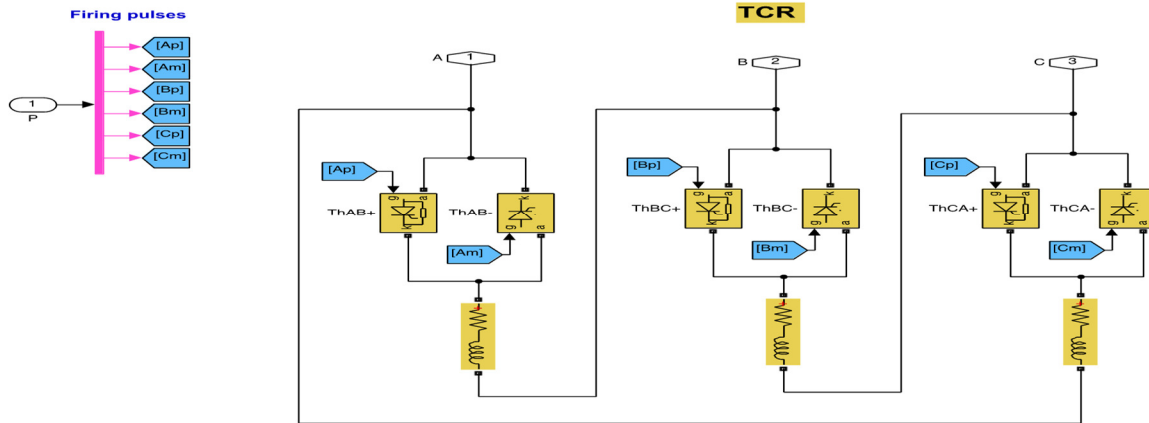 Firing pulses
TCR
[Ap]
[Am]
[Bp]
[Bm]
[Cp]
[Cm]
1
P
A 1
B 2
C 3
[Ap]
[Bp]
[Cp]
g a
k
ThAB+
ThAB-
k
g a
g a
k
ThBC+
ThBC-
k
g a
g a
k
ThCA+
ThCA-
k
g a
[Am]
[Bm]
[Cm]